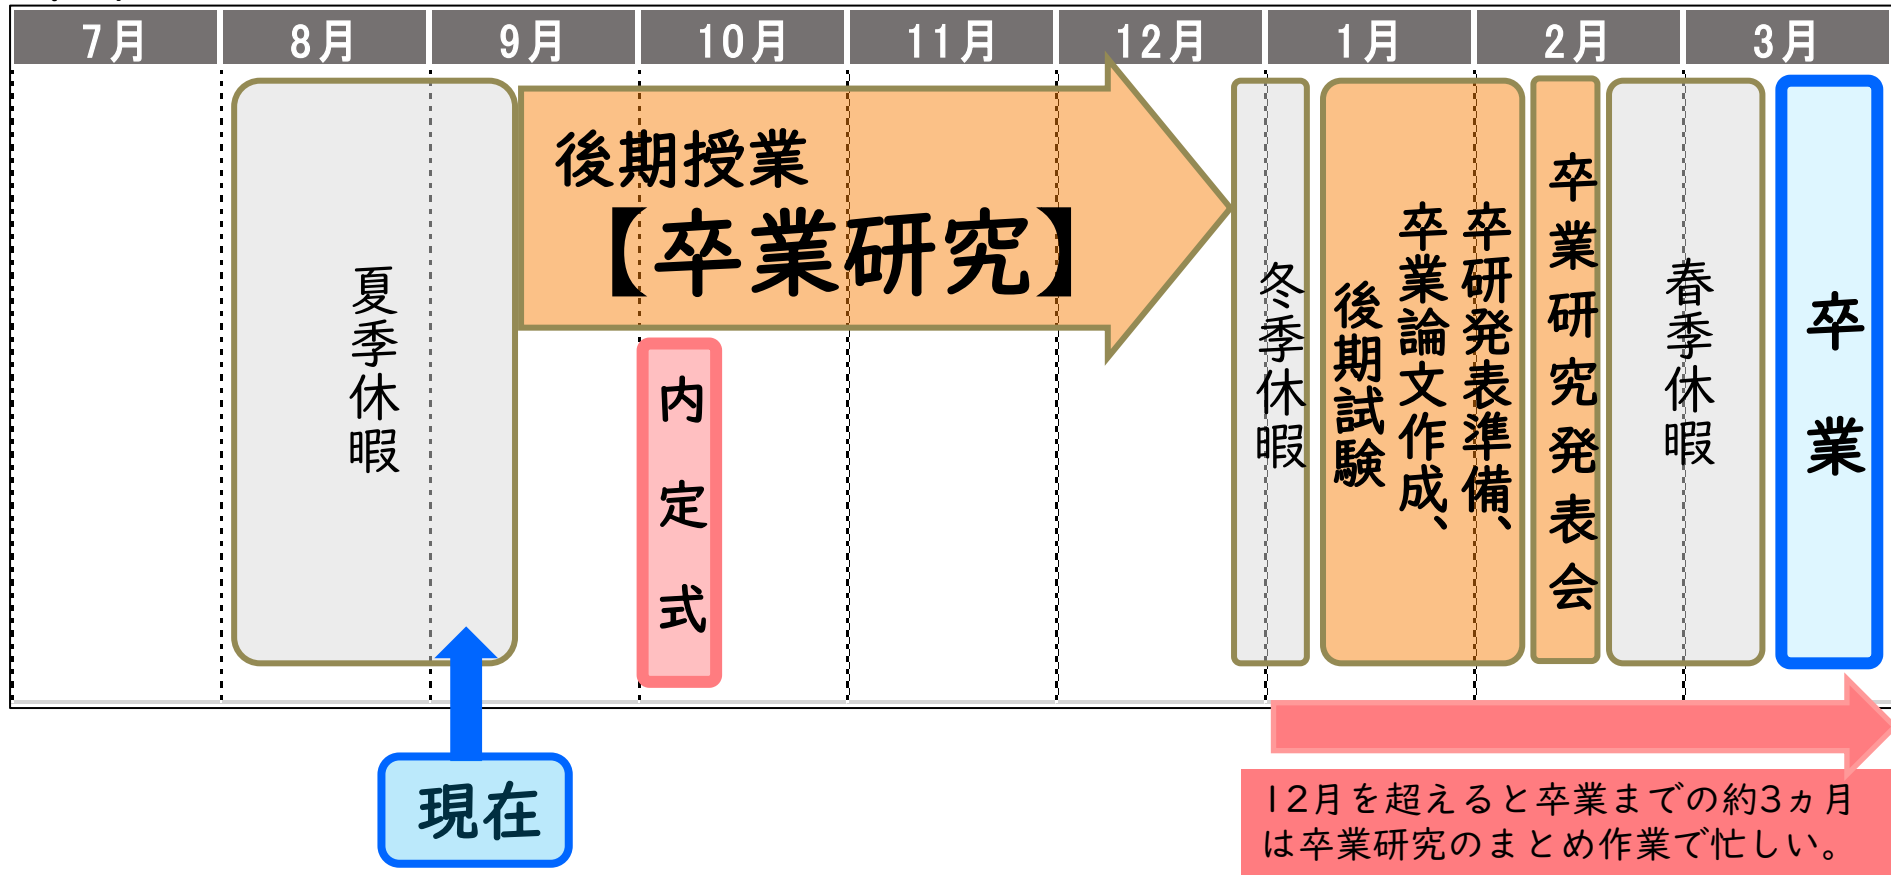 7月 8月 9月 10月 11月 12月 1月 2月 3月
夏季休暇
後期授業
【卒業研究】
内定式
冬季休暇
卒研発表準備、
卒業論文作成、
後期試験
卒業研究発表会
春季休暇
卒業
現在
12月を超えると卒業までの約3ヵ月
は卒業研究のまとめ作業で忙しい。